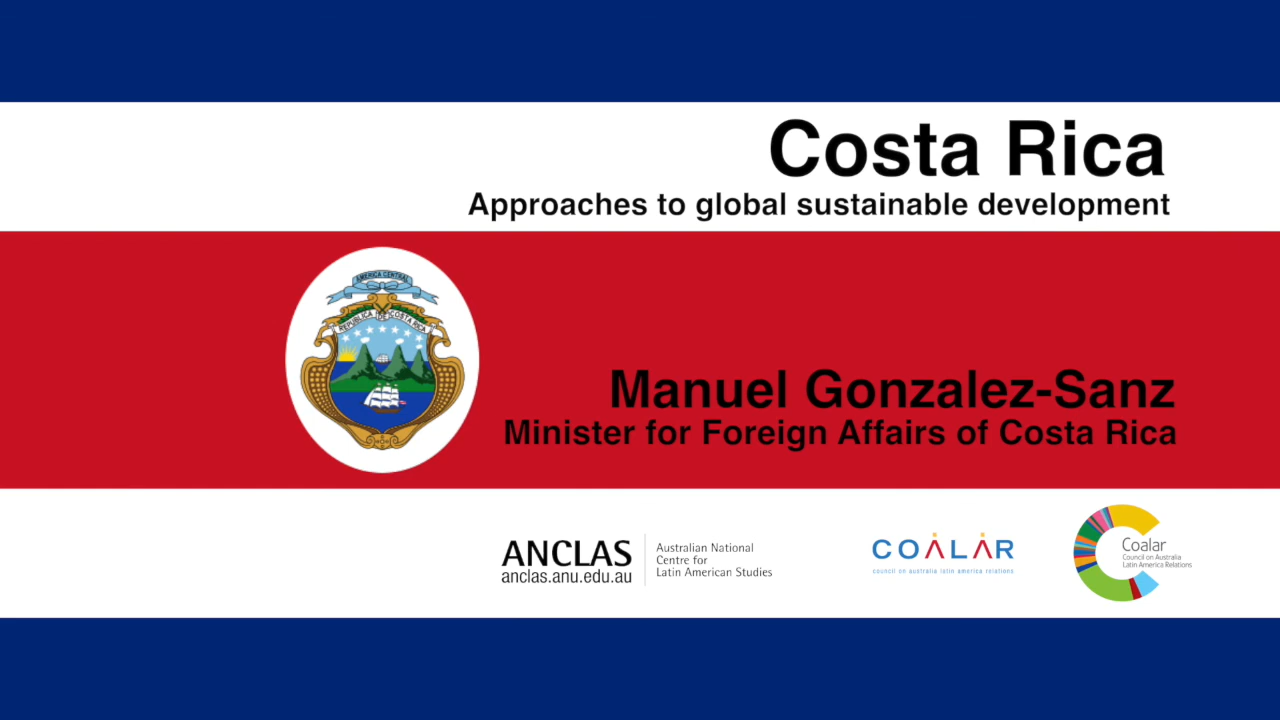 Costa Rica
Approaches to global sustainable development
AMERICA CENTRAL
REPUBLICA DE COSTA RICA
Manuel Gonzalez-Sanz
Minister for Foreign Affairs of Costa Rica
ANCLAS
anclas.anu.edu.au
Australian National
Centre for
Latin American Studies
COALAR
council on australia latin america relations
Coalar
Council on Australia
Latin America Relations